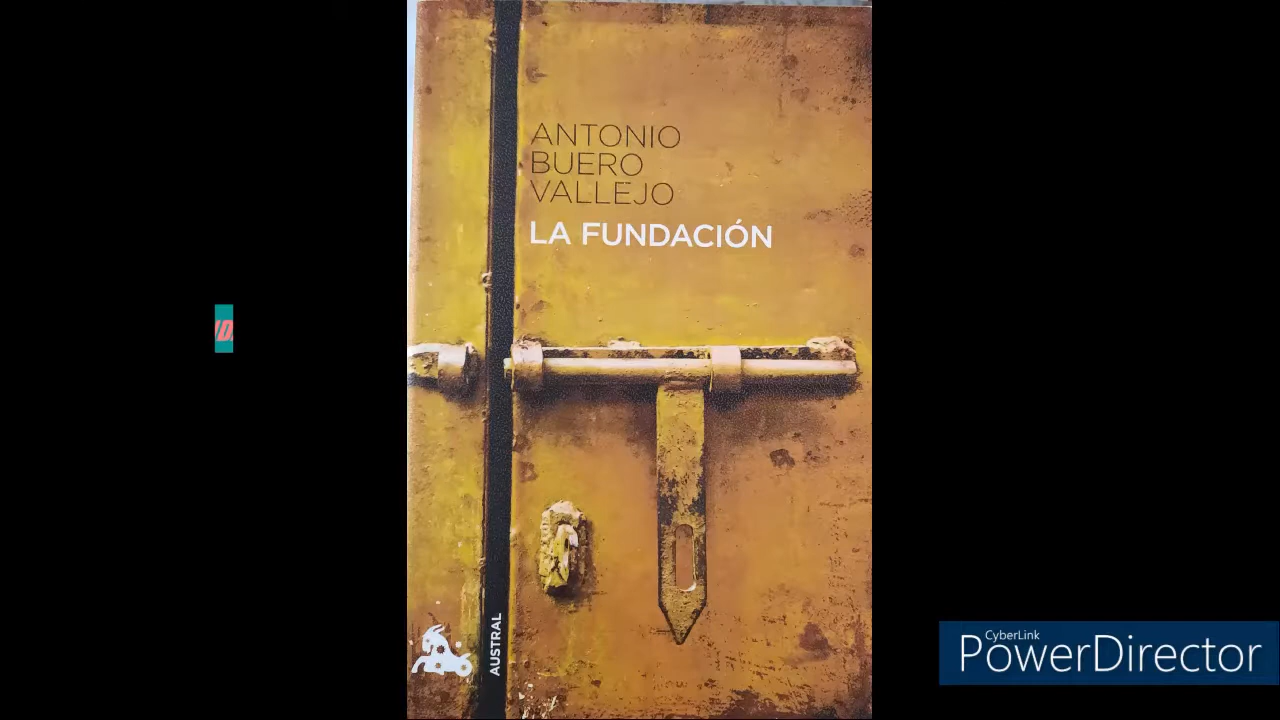 ANTONIO
BUERO
VALLEJO
LA FUNDACIÓN
AUSTRAL
CyberLink
PowerDirector